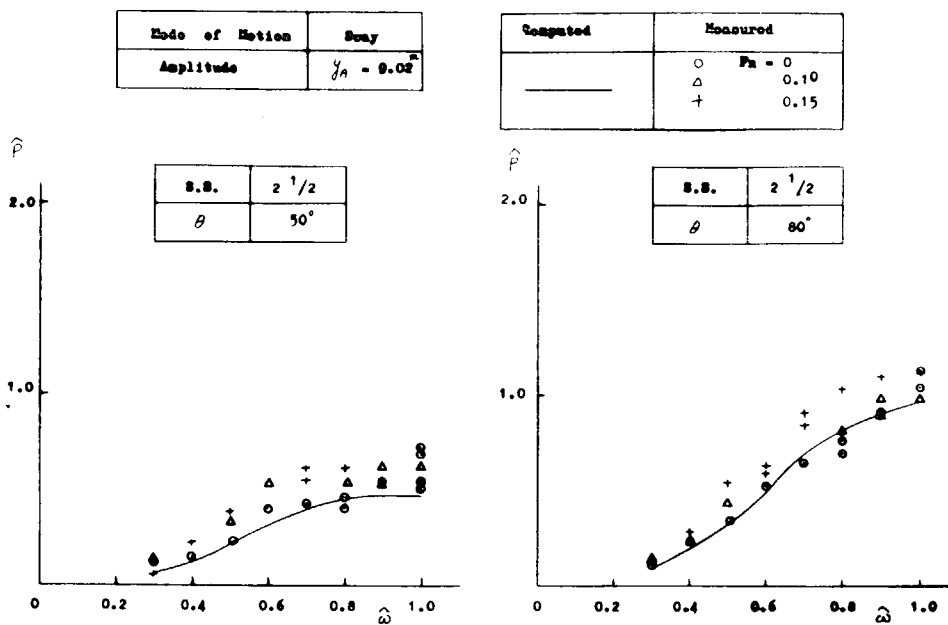 Mode of Motion Sway
Amplitude y_A = 0.02 m
Computed Measured
○ Fn = 0
△ 0.10
+ 0.15
p̂
S.S. 2 1/2
θ 50°
2.0
1.0
0 0.2 0.4 0.6 0.8 1.0
ω̂
p̂
S.S. 2 1/2
θ 80°
2.0
1.0
0 0.2 0.4 0.6 0.8 1.0
ω̂